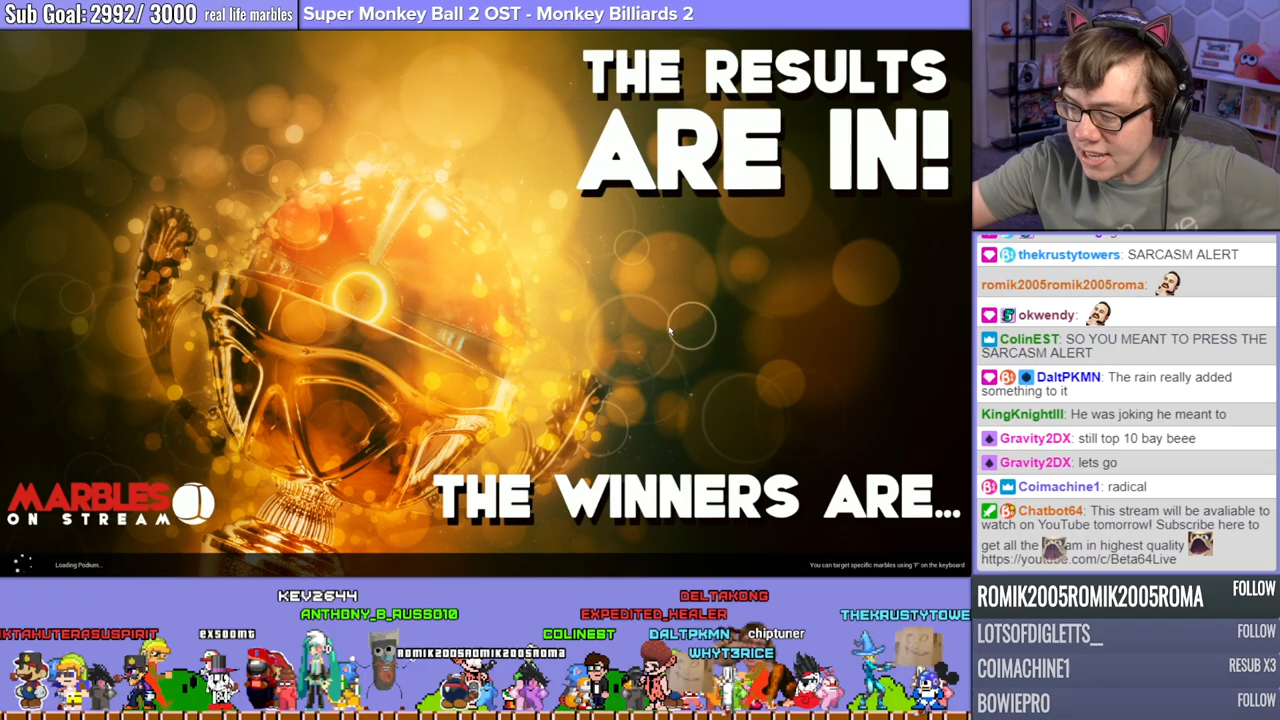 Sub Goal: 2992/ 3000 real life marbles
Super Monkey Ball 2 OST - Monkey Billiards 2
THE RESULTS
ARE IN!
THE WINNERS ARE...
MARBLES
ON STREAM
Loading Podium...
You can target specific marbles using 'F' on the keyboard
thekrustytowers: SARCASM ALERT
romik2005romik2005roma:
okwendy:
ColinEST: SO YOU MEANT TO PRESS THE
SARCASM ALERT
DaltPKMN: The rain really added
something to it
KingKnightIII: He was joking he meant to
Gravity2DX: still top 10 bay beee
Gravity2DX: lets go
Coimachine1: radical
Chatbot64: This stream will be avaliable to
watch on YouTube tomorrow! Subscribe here to
get all the am in highest quality
https://youtube.com/c/Beta64Live
ROMIK2005ROMIK2005ROMA FOLLOW
LOTSOFDIGLETTS_ FOLLOW
COIMACHINE1 RESUB X3
BOWIEPRO FOLLOW
KEV2644
ANTHONY_B_RUSSO10
DELTAKONG
EXPEDITED_HEALER
THEKRUSTYTOWE
IKTAHUTERASUSPIRIT
exsoomt
COLINEST
DALTPKMN
chiptuner
romik2005romik2005roma
WHYT3RICE